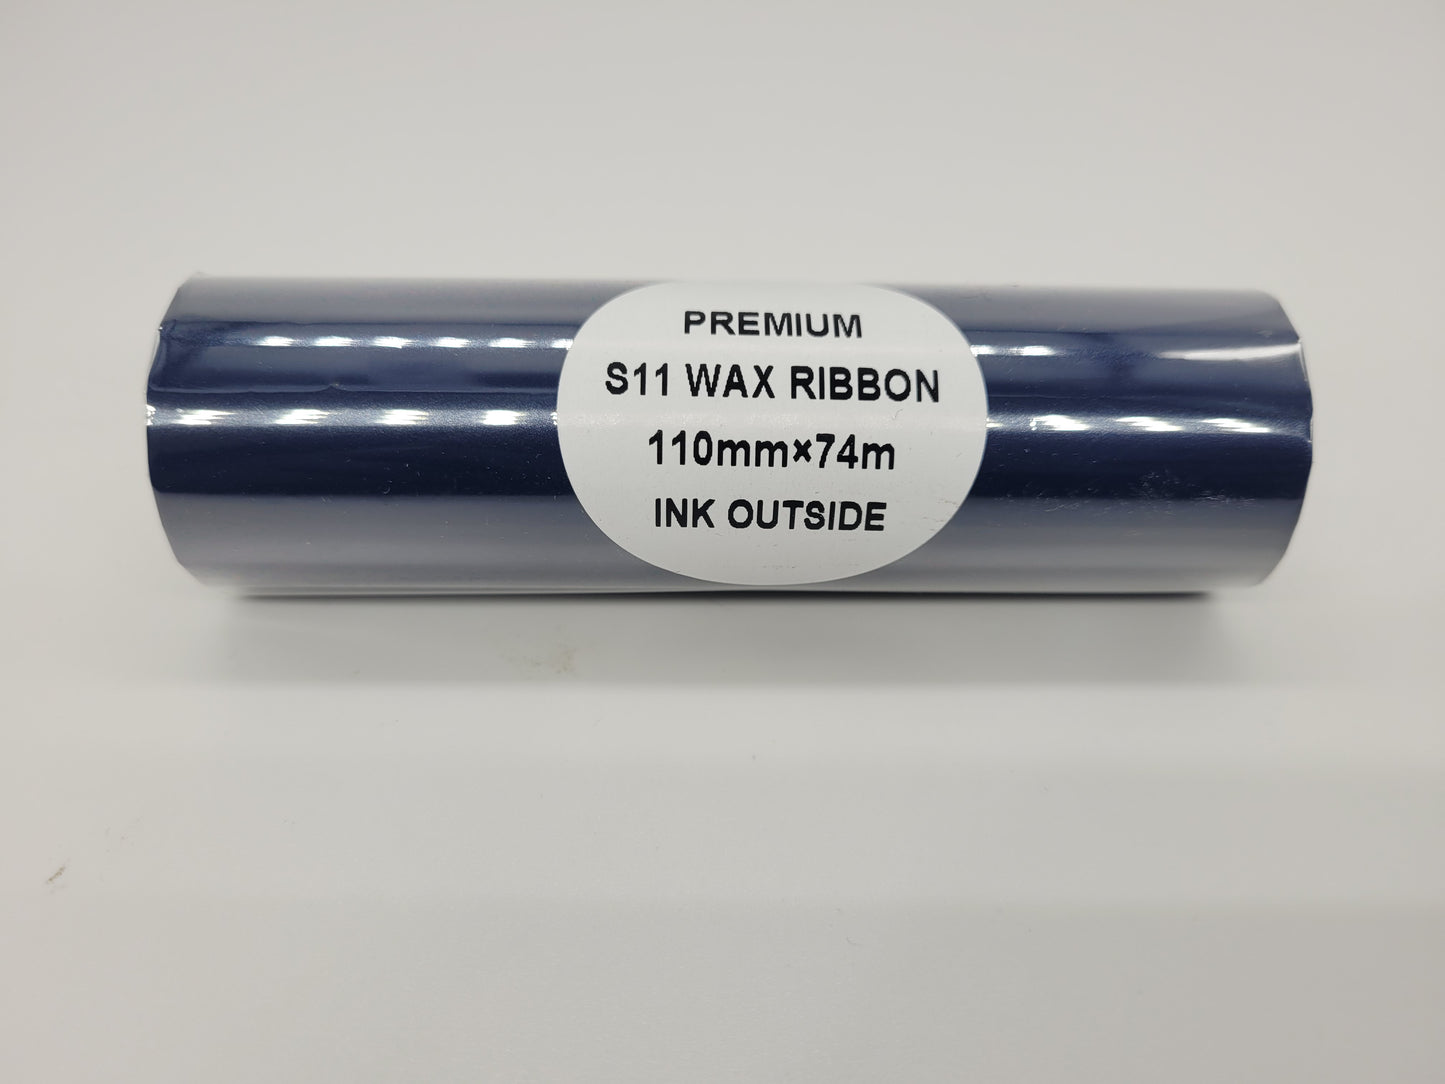 PREMIUM
S11 WAX RIBBON
110mm×74m
INK OUTSIDE